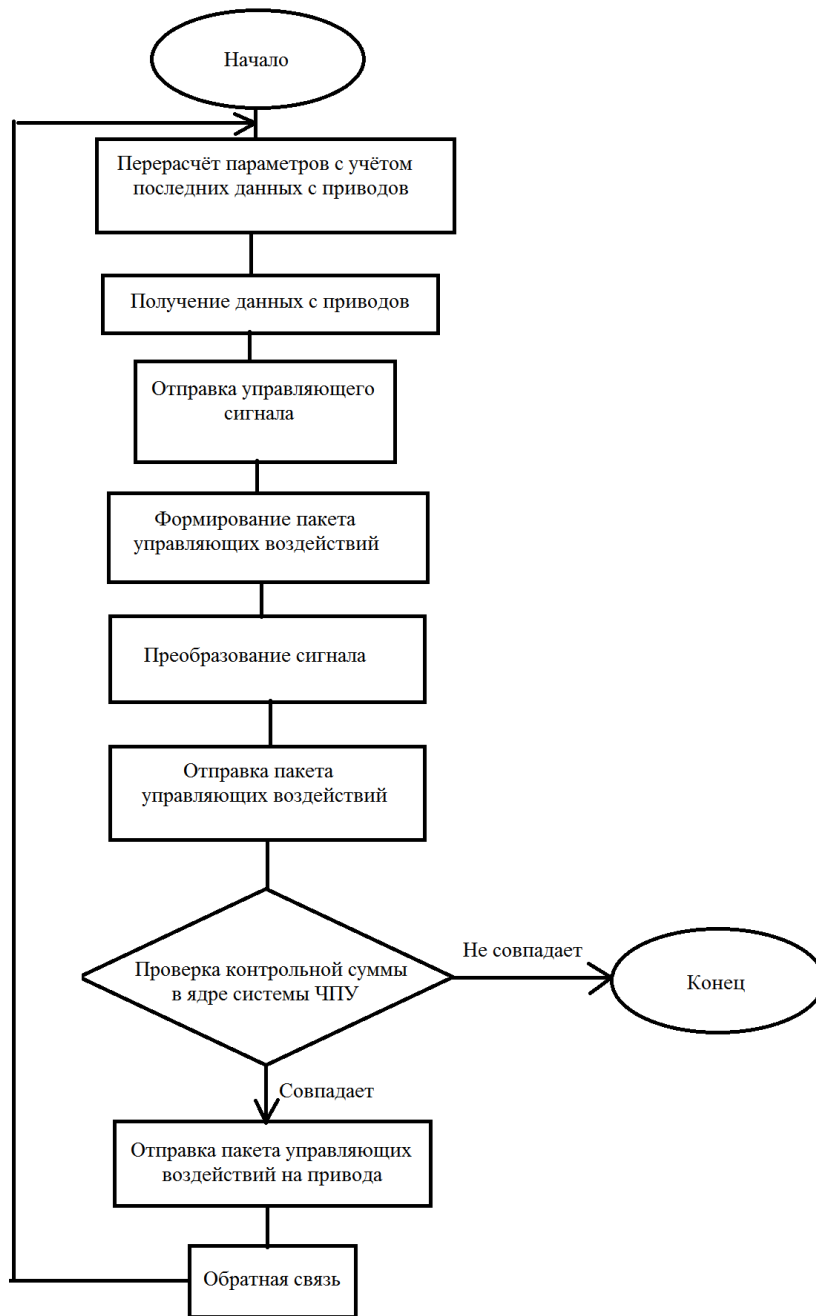 Начало
Перерасчёт параметров с учётом
последних данных с приводов
Получение данных с приводов
Отправка управляющего
сигнала
Формирование пакета
управляющих воздействий
Преобразование сигнала
Отправка пакета
управляющих воздействий
Проверка контрольной суммы
в ядре системы ЧПУ
Не совпадает
Конец
Совпадает
Отправка пакета управляющих
воздействий на привода
Обратная связь